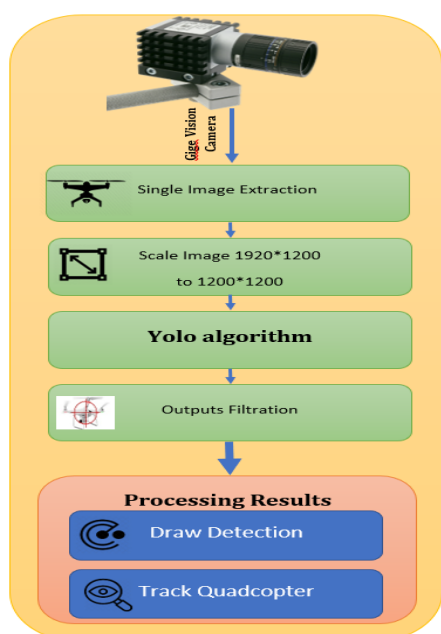 Gige Vision
Camera
Single Image Extraction
Scale Image 1920*1200
to 1200*1200
Yolo algorithm
Outputs Filtration
Processing Results
Draw Detection
Track Quadcopter